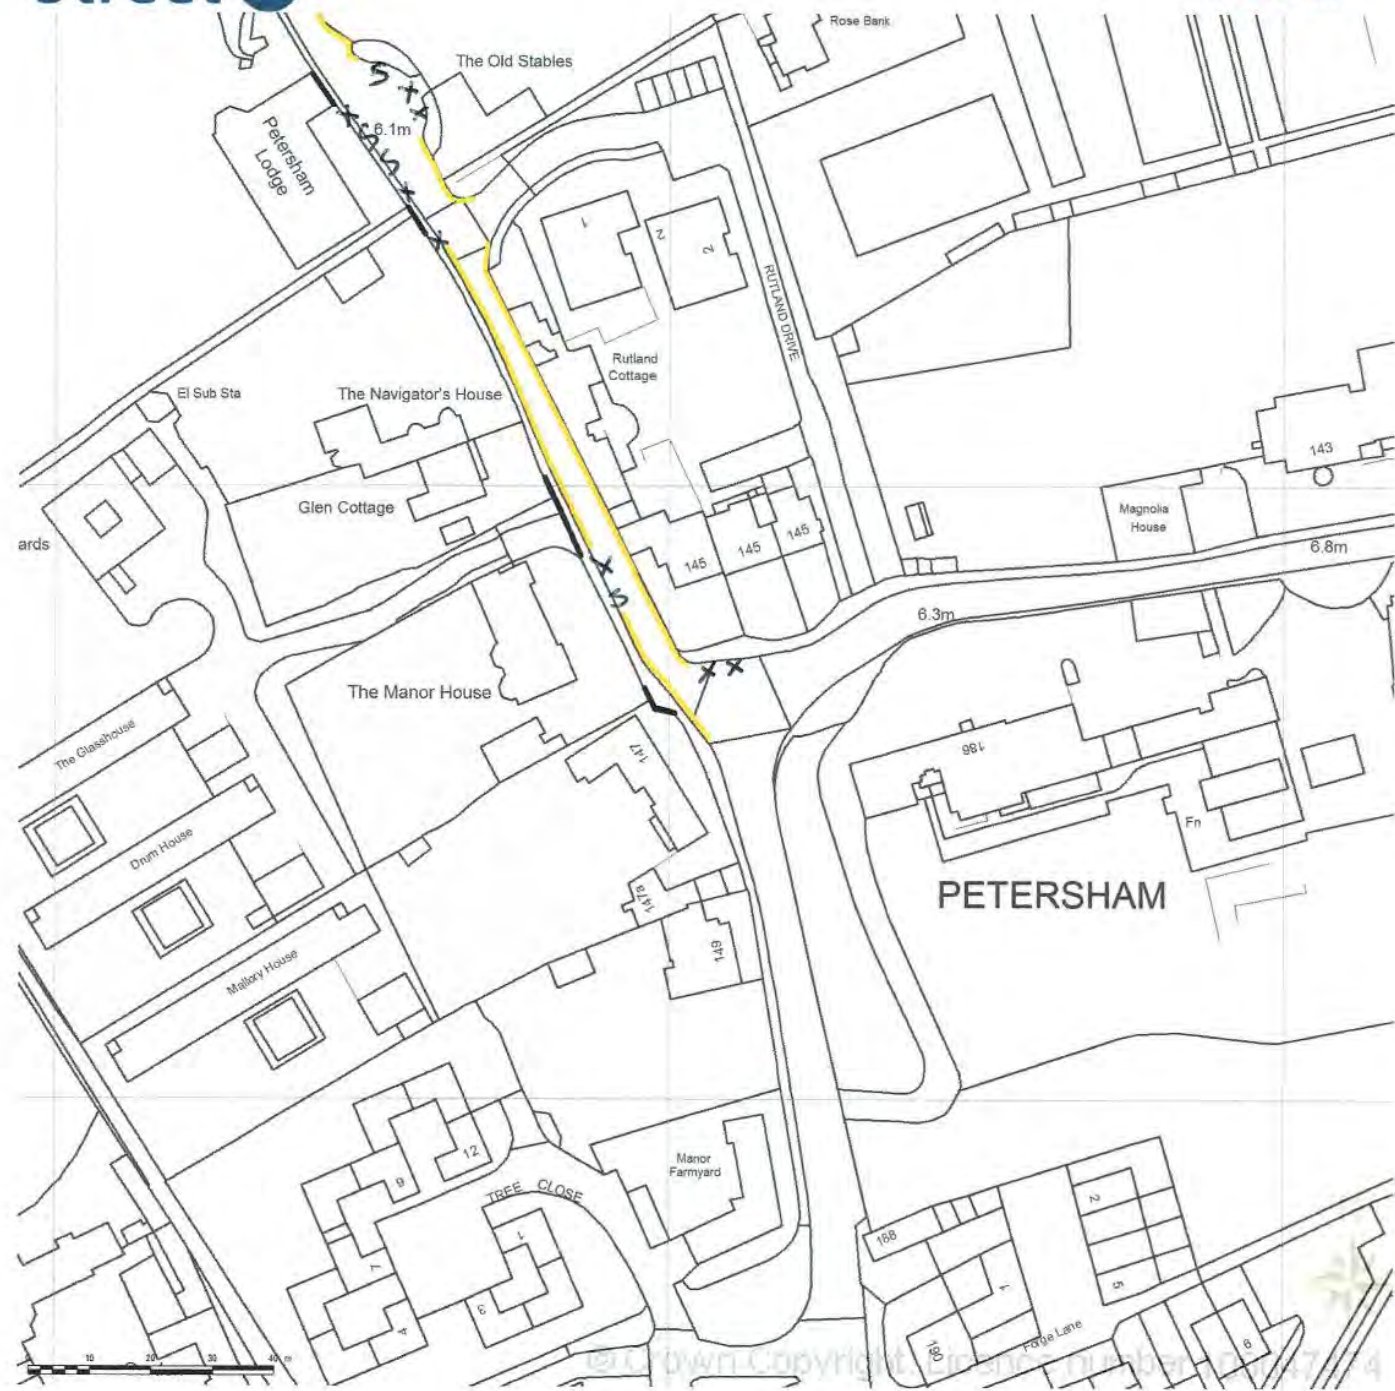 Rose Bank
The Old Stables
S x x
6.1m
Petersham
Lodge
1
2
2
RUTLAND DRIVE
Rutland
Cottage
El Sub Sta
The Navigator's House
143
Glen Cottage
Magnolia
House
ards
145
145
145
6.8m
6.3m
The Manor House
The Glasshouse
147
186
Drum House
Fn
PETERSHAM
147a
149
Mallory House
Manor
Farmyard
12
9
TREE CLOSE
1
2
188
7
3
4
1
5
Forge Lane
190
10 20 30 40 m
© Crown Copyright. Licence number